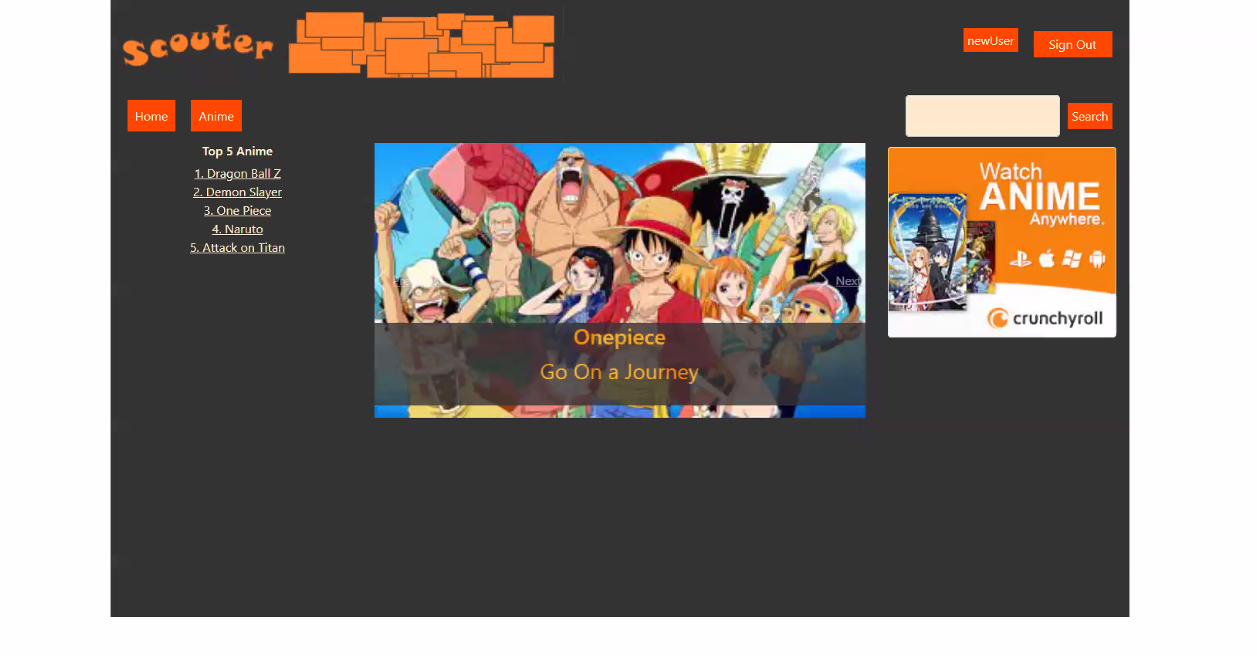 Scouter
newUser
Sign Out
Home
Anime
Search
Top 5 Anime
1. Dragon Ball Z
2. Demon Slayer
3. One Piece
4. Naruto
5. Attack on Titan
Next
Onepiece
Go On a Journey
Watch
ANIME
Anywhere.
crunchyroll